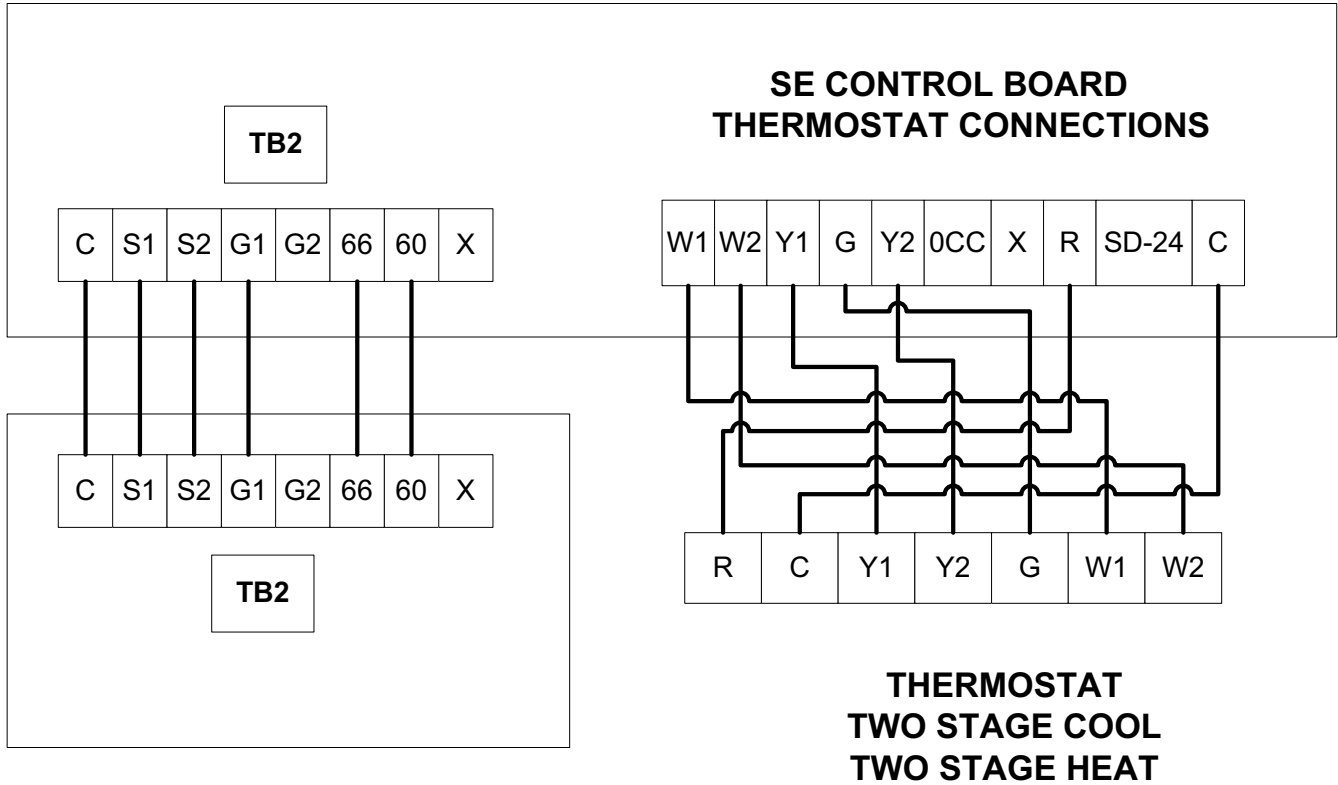 SE CONTROL BOARD
THERMOSTAT CONNECTIONS
TB2
C S1 S2 G1 G2 66 60 X
W1 W2 Y1 G Y2 0CC X R SD-24 C
C S1 S2 G1 G2 66 60 X
TB2
R C Y1 Y2 G W1 W2
THERMOSTAT
TWO STAGE COOL
TWO STAGE HEAT